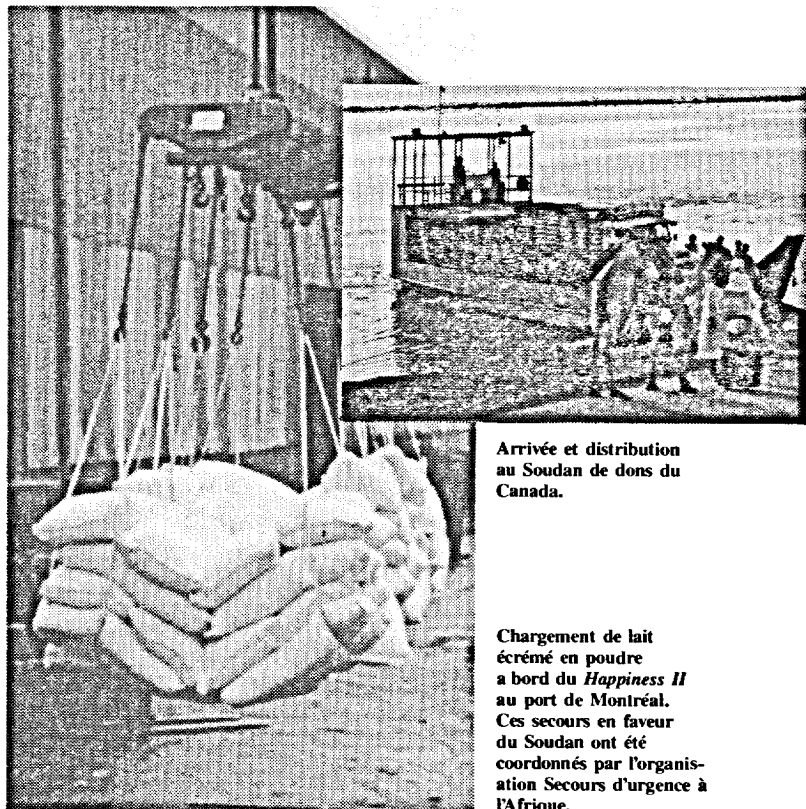 Arrivée et distribution
au Soudan de dons du
Canada.
Chargement de lait
écrémé en poudre
a bord du Happiness II
au port de Montréal.
Ces secours en faveur
du Soudan ont été
coordonnés par l'organis-
ation Secours d'urgence à
l'Afrique.